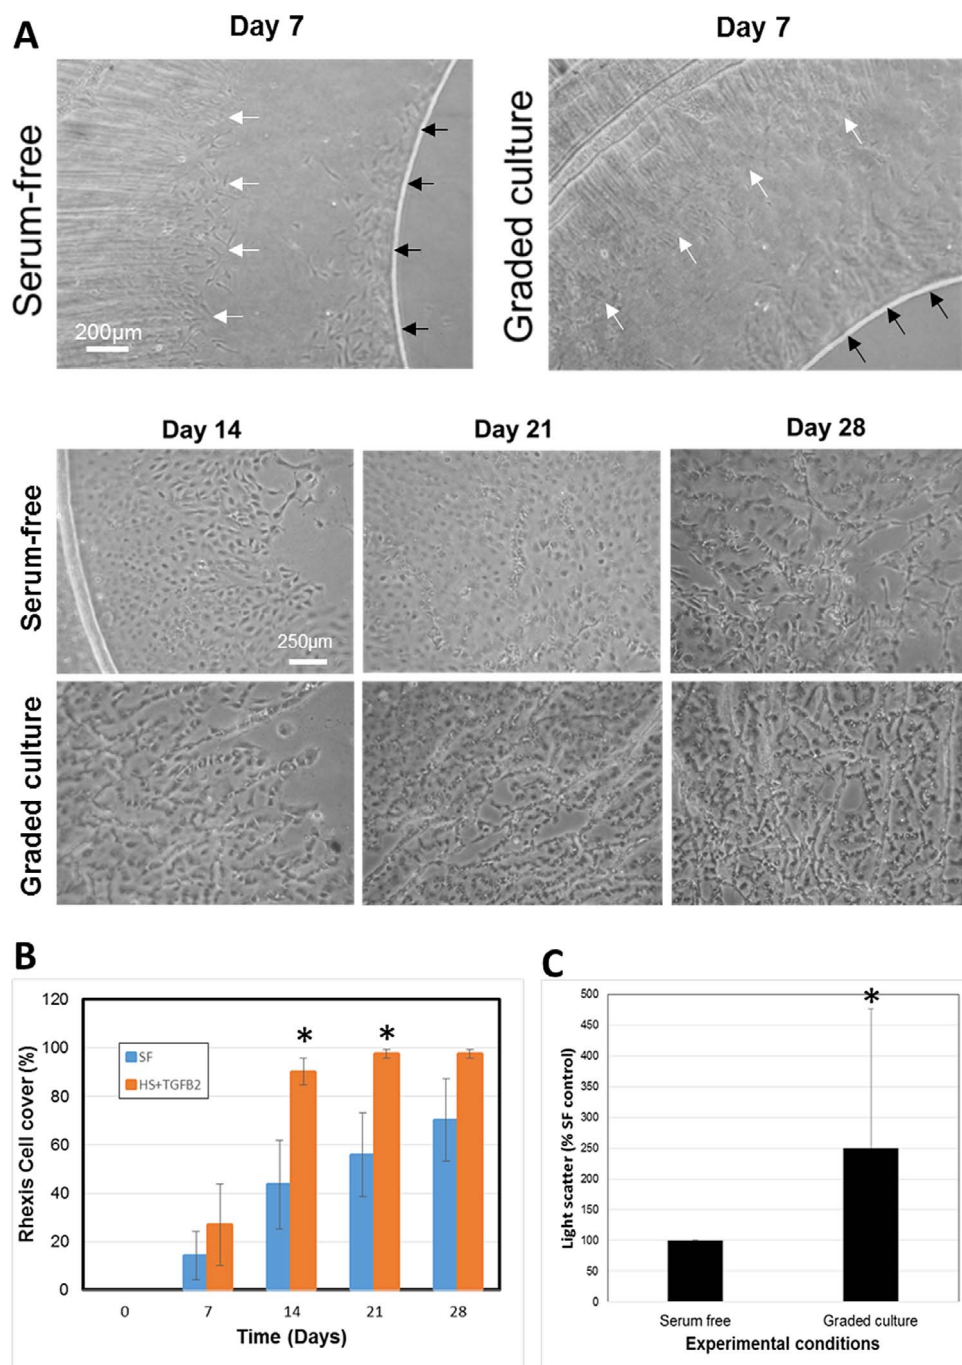 A
Day 7
Day 7
Serum-free
200µm
Graded culture
Day 14
Day 21
Day 28
Serum-free
250µm
Graded culture
B
Rhexis Cell cover (%)
120
100
80
60
40
20
0
SF
HS+TGFB2
*
*
0
7
14
21
28
Time (Days)
C
Light scatter (% SF control)
500
450
400
350
300
250
200
150
100
50
0
*
Serum free
Graded culture
Experimental conditions